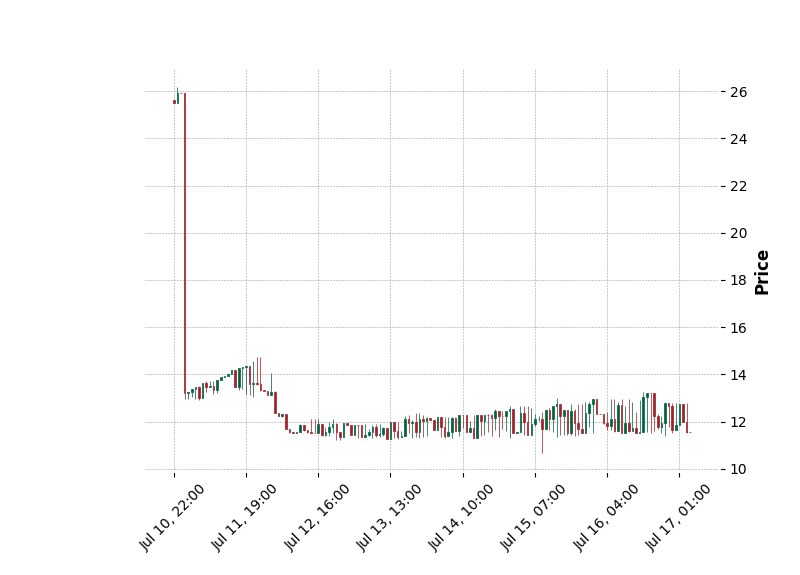 26
24
22
20
18
16
14
12
10
Price
Jul 10, 22:00
Jul 11, 19:00
Jul 12, 16:00
Jul 13, 13:00
Jul 14, 10:00
Jul 15, 07:00
Jul 16, 04:00
Jul 17, 01:00